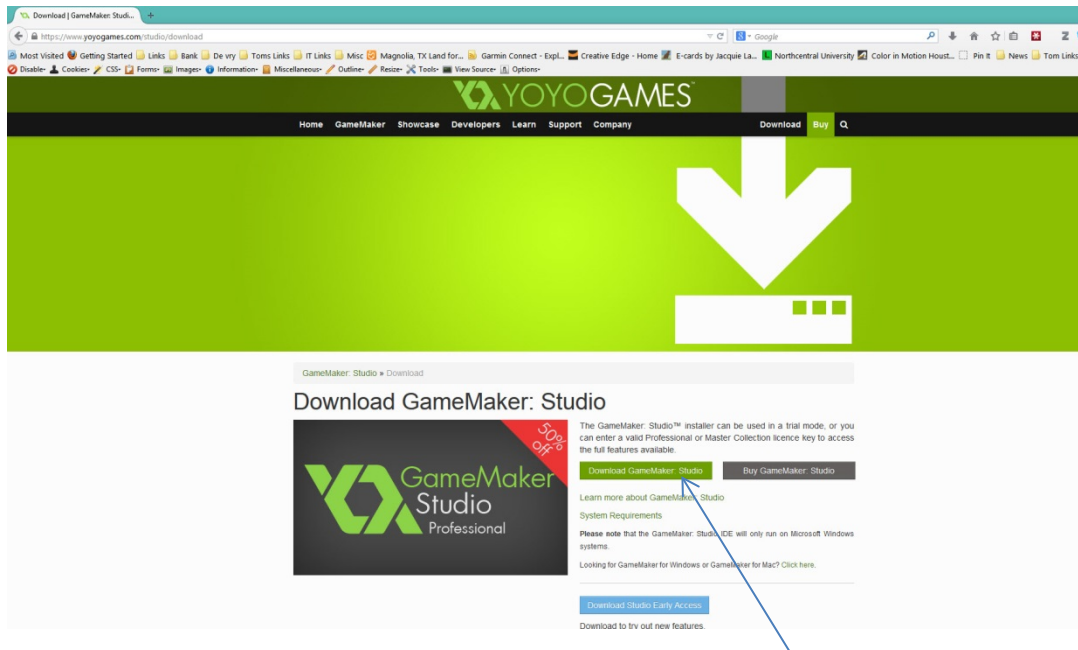 Download | GameMaker: Studi...
https://www.yoyogames.com/studio/download
Google
Most Visited Getting Started Links Bank De vry Toms Links IT Links Misc Magnolia, TX Land for... Garmin Connect - Expl... Creative Edge - Home E-cards by Jacquie La... Northcentral University Color in Motion Houst... Pin It News Tom Links
Disable- Cookies- CSS- Forms- Images- Information- Miscellaneous- Outline- Resize- Tools- View Source- Options-
YOYOGAMES
Home GameMaker Showcase Developers Learn Support Company Download Buy
GameMaker: Studio » Download
Download GameMaker: Studio
50% off
GameMaker
Studio
Professional
The GameMaker: Studio™ installer can be used in a trial mode, or you
can enter a valid Professional or Master Collection licence key to access
the full features available.
Download GameMaker: Studio Buy GameMaker: Studio
Learn more about GameMaker: Studio
System Requirements
Please note that the GameMaker: Studio IDE will only run on Microsoft Windows
systems.
Looking for GameMaker for Windows or GameMaker for Mac? Click here.
Download Studio Early Access
Download to try out new features.